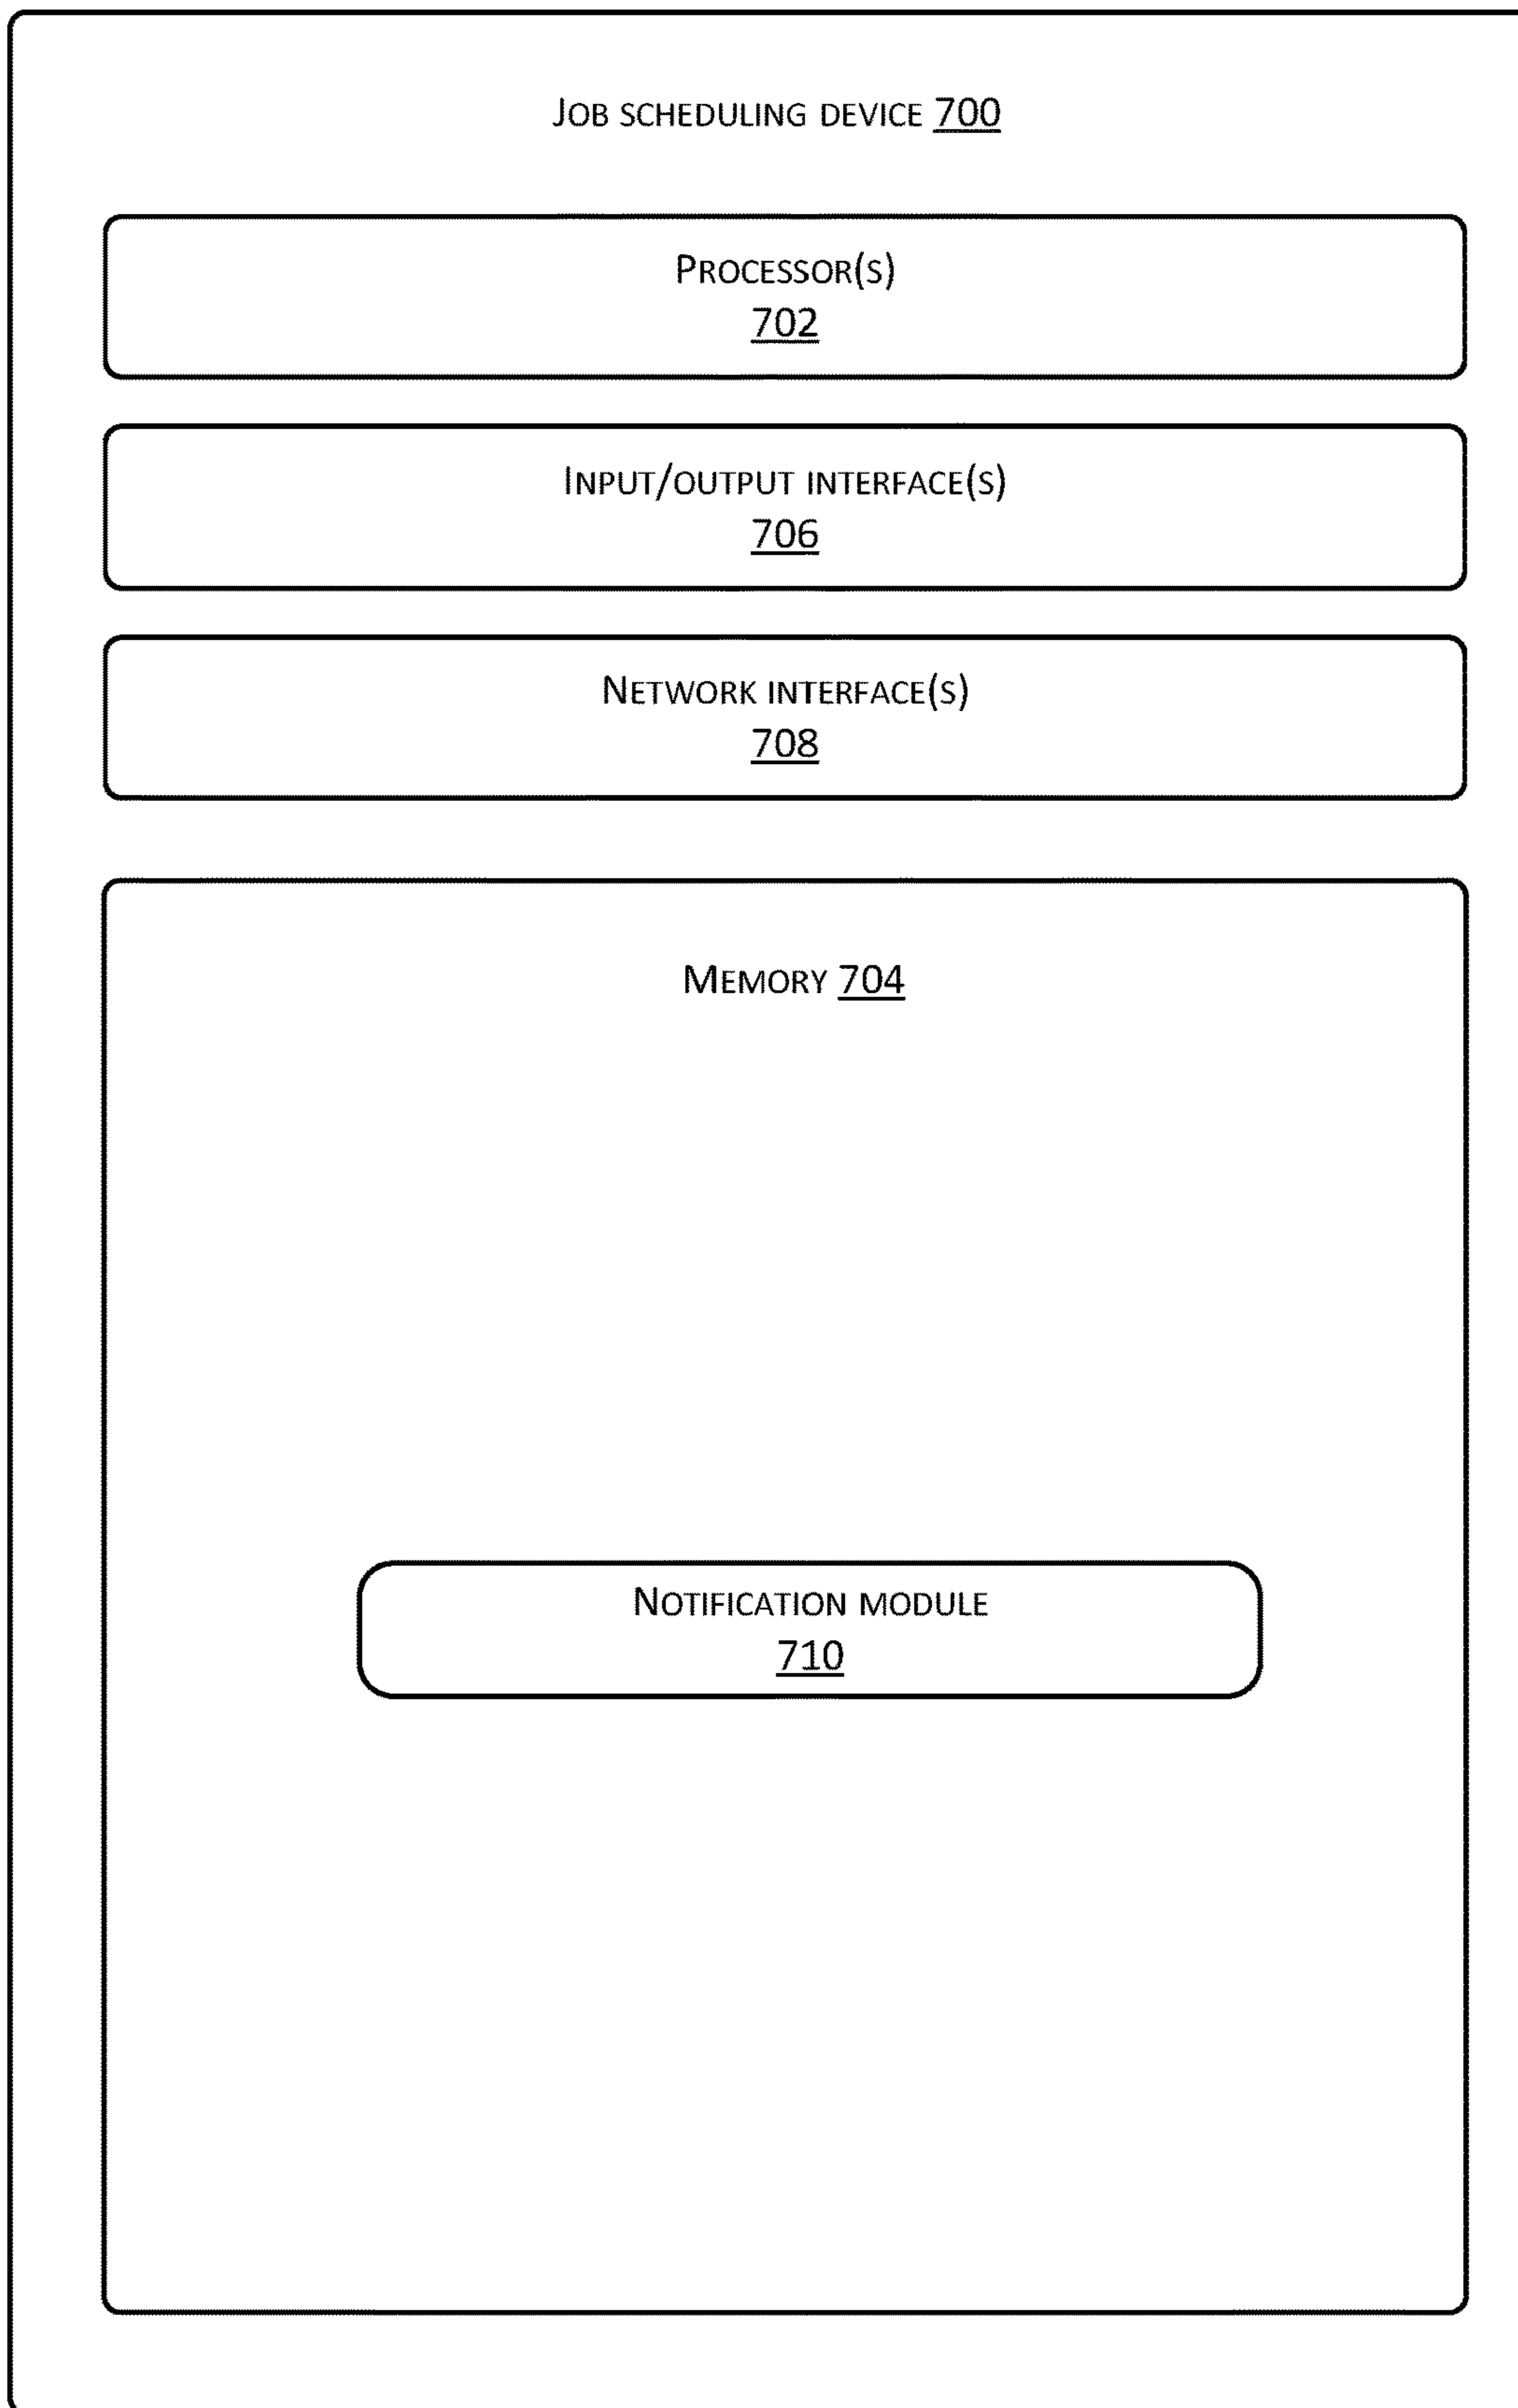 Job scheduling device 700
Processor(s)
702
Input/output interface(s)
706
Network interface(s)
708
Memory 704
Notification module
710